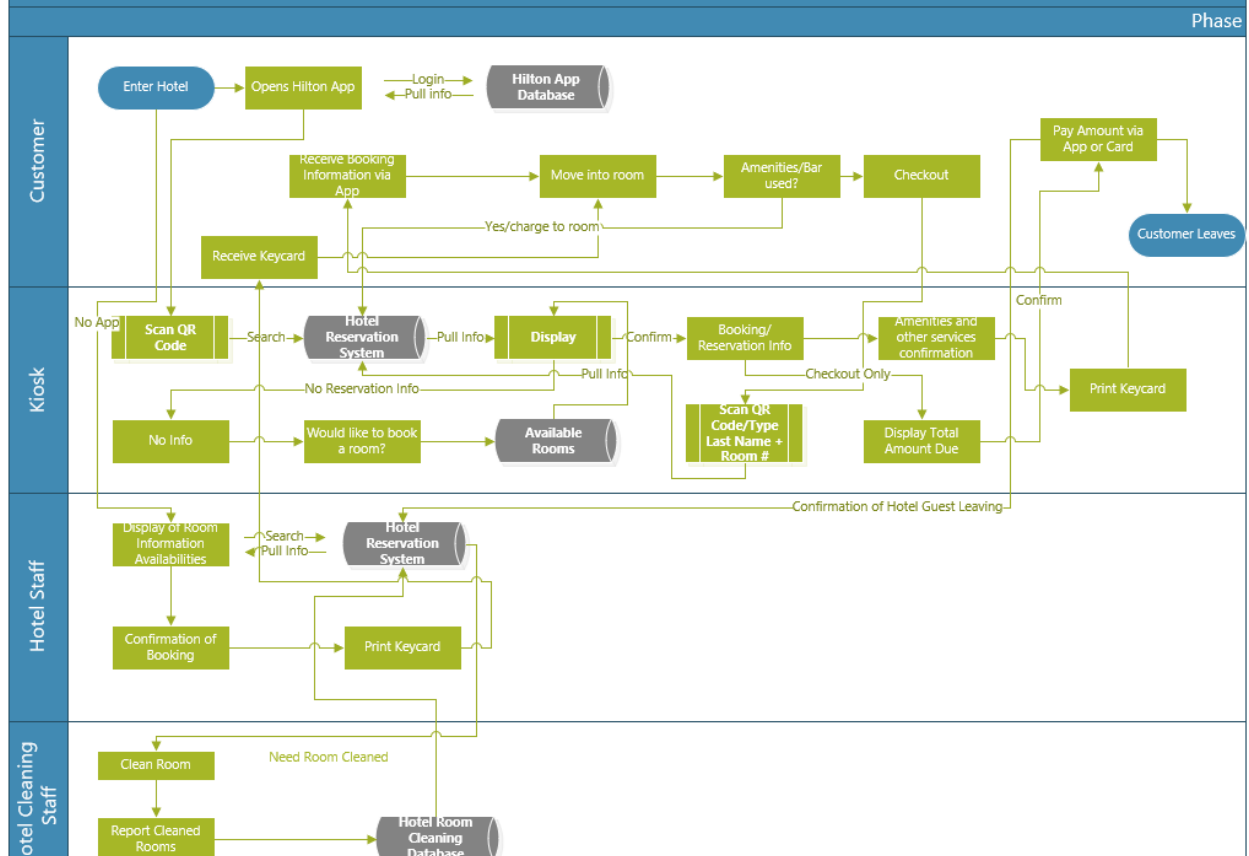 Phase
Customer
Enter Hotel
Opens Hilton App
Login
Pull info
Hilton App
Database
Pay Amount via
App or Card
Receive Booking
Information via
App
Move into room
Amenities/Bar
used?
Checkout
Yes/charge to room
Customer Leaves
Receive Keycard
Kiosk
No App
Scan QR
Code
Search
Hotel
Reservation
System
Pull Info
Display
Confirm
Booking/
Reservation Info
Amenities and
other services
confirmation
Confirm
Pull Info
Checkout Only
No Reservation Info
Print Keycard
No Info
Would like to book
a room?
Available
Rooms
Scan QR
Code/Type
Last Name +
Room #
Display Total
Amount Due
Hotel Staff
Confirmation of Hotel Guest Leaving
Display of Room
Information
Availabilities
Search
Pull Info
Hotel
Reservation
System
Confirmation of
Booking
Print Keycard
otel Cleaning
Staff
Clean Room
Need Room Cleaned
Report Cleaned
Rooms
Hotel Room
Cleaning
Database